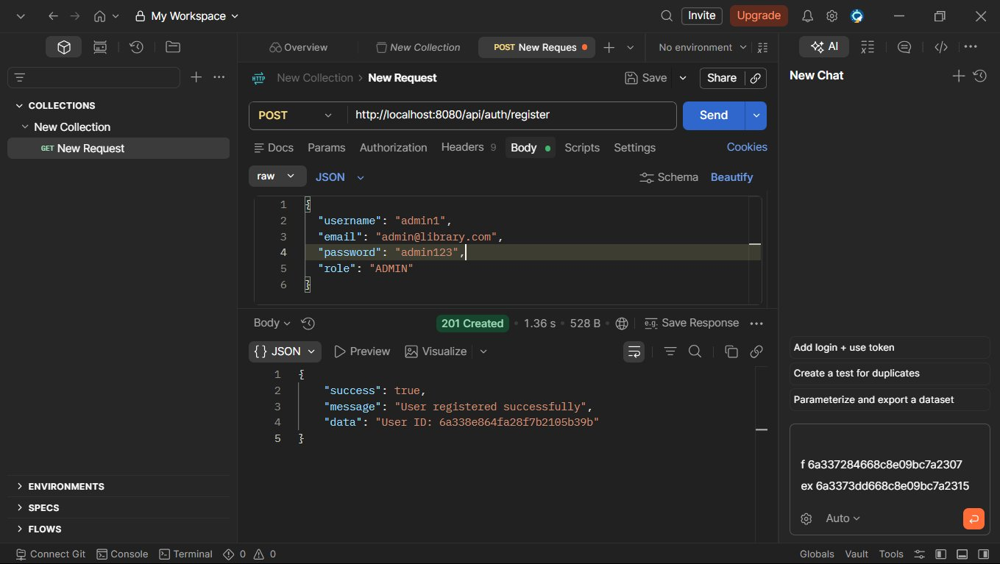 My Workspace
Invite
Upgrade
Overview
New Collection
POST New Reques
No environment
AI
New Collection > New Request
Save
Share
New Chat
COLLECTIONS
New Collection
GET New Request
POST
http://localhost:8080/api/auth/register
Send
Docs
Params
Authorization
Headers 9
Body
Scripts
Settings
Cookies
raw
JSON
Schema
Beautify
1 {
2 "username": "admin1",
3 "email": "admin@library.com",
4 "password": "admin123",
5 "role": "ADMIN"
6 }
Body
201 Created
1.36 s
528 B
e.g. Save Response
{} JSON
Preview
Visualize
1 {
2 "success": true,
3 "message": "User registered successfully",
4 "data": "User ID: 6a338e864fa28f7b2105b39b"
5 }
Add login + use token
Create a test for duplicates
Parameterize and export a dataset
f 6a337284668c8e09bc7a2307
ex 6a3373dd668c8e09bc7a2315
Auto
ENVIRONMENTS
SPECS
FLOWS
Connect Git
Console
Terminal
0
0
Globals
Vault
Tools